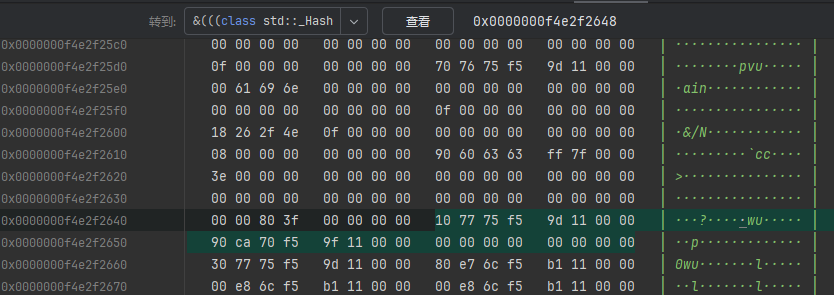 转到: &(((class std::_Hash 查看 0x0000000f4e2f2648
0x0000000f4e2f25c0 00 00 00 00 00 00 00 00 00 00 00 00 00 00 00 00 ················
0x0000000f4e2f25d0 0f 00 00 00 00 00 00 00 70 76 75 f5 9d 11 00 00 ········pvu·····
0x0000000f4e2f25e0 00 61 69 6e 00 00 00 00 00 00 00 00 00 00 00 00 ·ain············
0x0000000f4e2f25f0 00 00 00 00 00 00 00 00 0f 00 00 00 00 00 00 00 ················
0x0000000f4e2f2600 18 26 2f 4e 0f 00 00 00 00 00 00 00 00 00 00 00 ·&/N············
0x0000000f4e2f2610 08 00 00 00 00 00 00 00 90 60 63 63 ff 7f 00 00 ·········`cc····
0x0000000f4e2f2620 3e 00 00 00 00 00 00 00 00 00 00 00 00 00 00 00 >···············
0x0000000f4e2f2630 00 00 00 00 00 00 00 00 00 00 00 00 00 00 00 00 ················
0x0000000f4e2f2640 00 00 80 3f 00 00 00 00 10 77 75 f5 9d 11 00 00 ···?·····_wu·····
0x0000000f4e2f2650 90 ca 70 f5 9f 11 00 00 00 00 00 00 00 00 00 00 ··p·············
0x0000000f4e2f2660 30 77 75 f5 9d 11 00 00 80 e7 6c f5 b1 11 00 00 0wu·······l·····
0x0000000f4e2f2670 00 e8 6c f5 b1 11 00 00 00 e8 6c f5 b1 11 00 00 ··l·······l·····